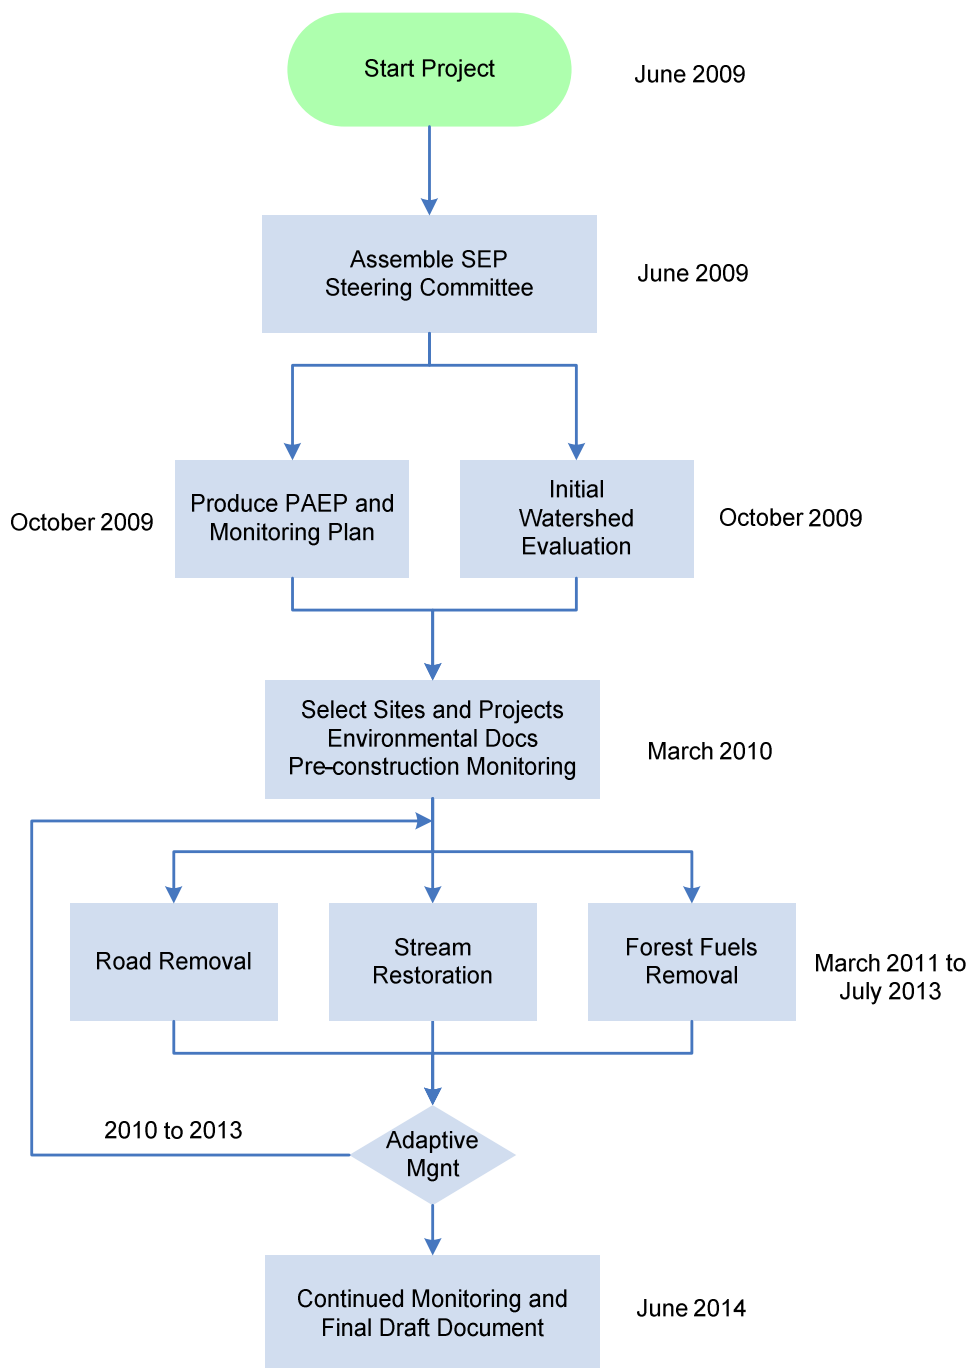 Start Project
June 2009
Assemble SEP
Steering Committee
June 2009
October 2009
Produce PAEP and
Monitoring Plan
Initial
Watershed
Evaluation
October 2009
Select Sites and Projects
Environmental Docs
Pre-construction Monitoring
March 2010
Road Removal
Stream
Restoration
Forest Fuels
Removal
March 2011 to
July 2013
2010 to 2013
Adaptive
Mgnt
Continued Monitoring and
Final Draft Document
June 2014